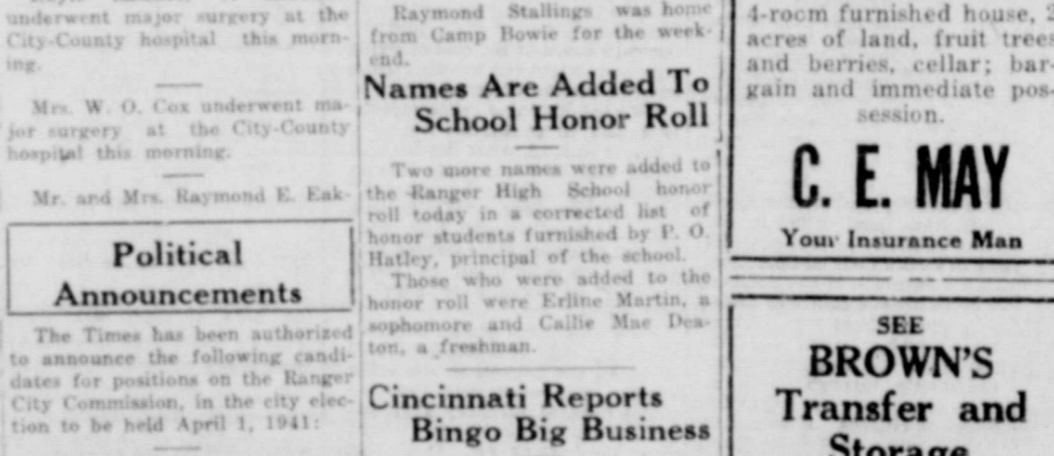 underwent major surgery at the
City-County hospital this morn-
ing.
Mrs. W. O. Cox underwent ma-
jor surgery at the City-County
hospital this morning.
Mr. and Mrs. Raymond E. Eak-
Political
Announcements
The Times has been authorized
to announce the following candi-
dates for positions on the Ranger
City Commission, in the city elec-
tion to be held April 1, 1941:
Raymond Stallings was home
from Camp Bowie for the week-
end.
Names Are Added To
School Honor Roll
Two more names were added to
the Ranger High School honor
roll today in a corrected list of
honor students furnished by P. O.
Hatley, principal of the school.
Those who were added to the
honor roll were Erline Martin, a
sophomore and Callie Mae Dea-
ton, a freshman.
Cincinnati Reports
Bingo Big Business
4-room furnished house,
acres of land, fruit trees
and berries, cellar; bar-
gain and immediate pos-
session.
C. E. MAY
Your Insurance Man
SEE
BROWN'S
Transfer and
Storage